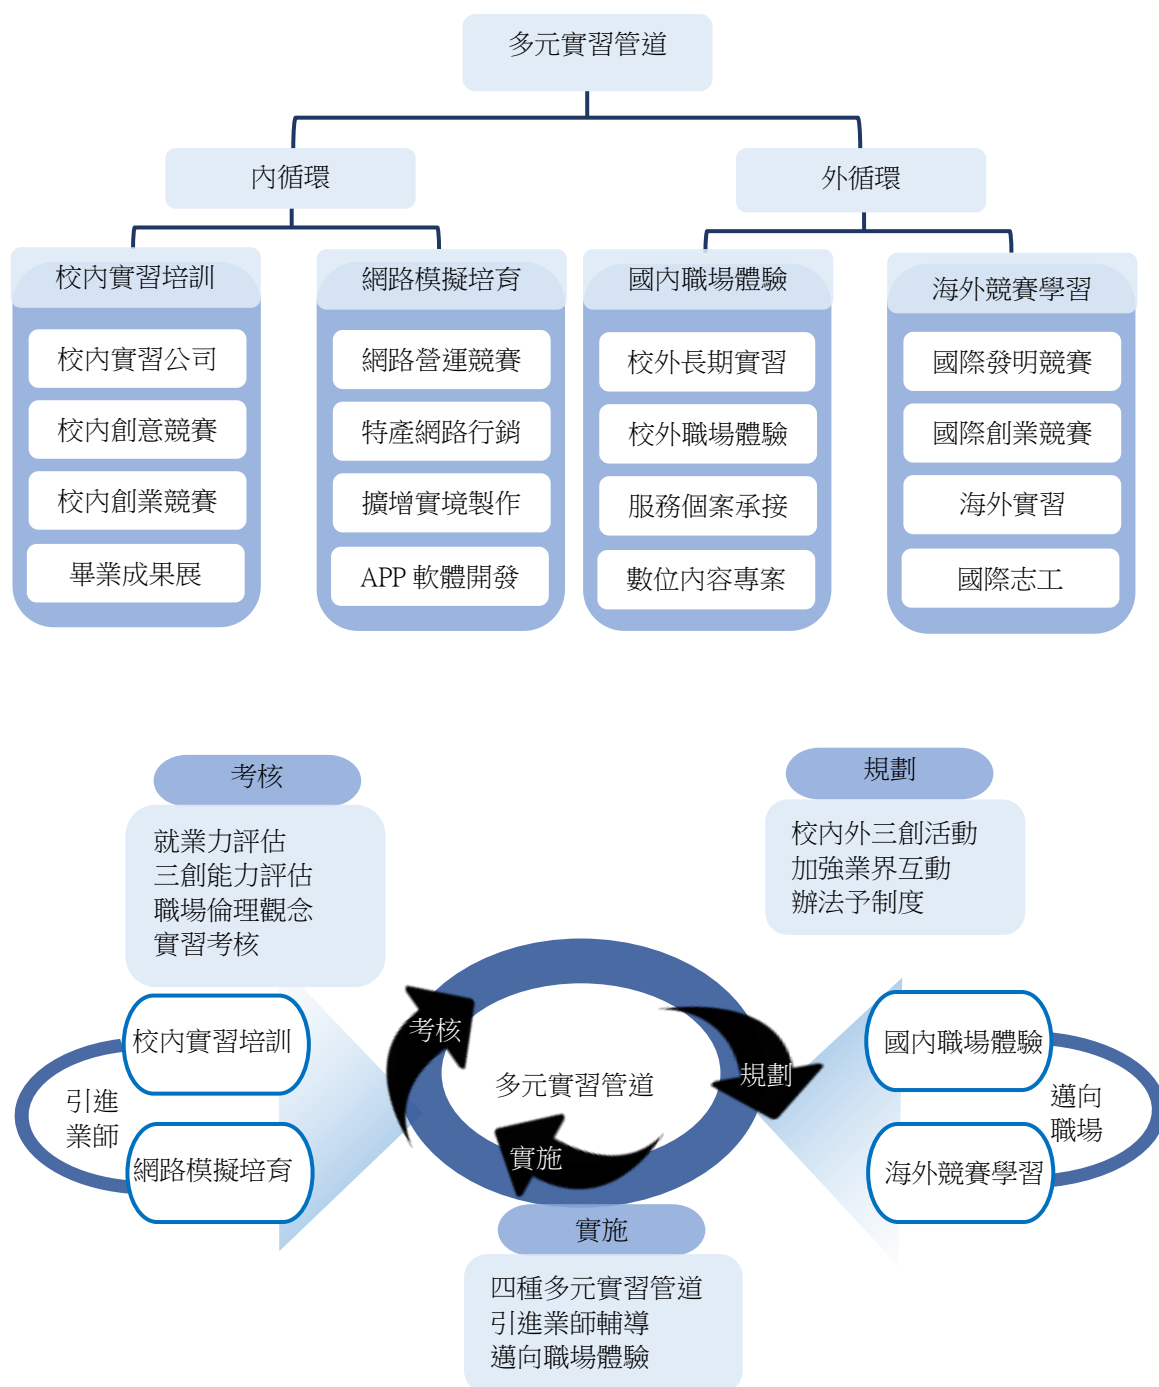 多元實習管道
內循環
外循環
校內實習培訓
校內實習公司
校內創意競賽
校內創業競賽
畢業成果展
網路模擬培育
網路營運競賽
特產網路行銷
擴增實境製作
APP 軟體開發
國內職場體驗
校外長期實習
校外職場體驗
服務個案承接
數位內容專案
海外競賽學習
國際發明競賽
國際創業競賽
海外實習
國際志工
考核
就業力評估
三創能力評估
職場倫理觀念
實習考核
規劃
校內外三創活動
加強業界互動
辦法予制度
校內實習培訓
引進
業師
網路模擬培育
考核
多元實習管道
規劃
實施
國內職場體驗
邁向
職場
海外競賽學習
實施
四種多元實習管道
引進業師輔導
邁向職場體驗